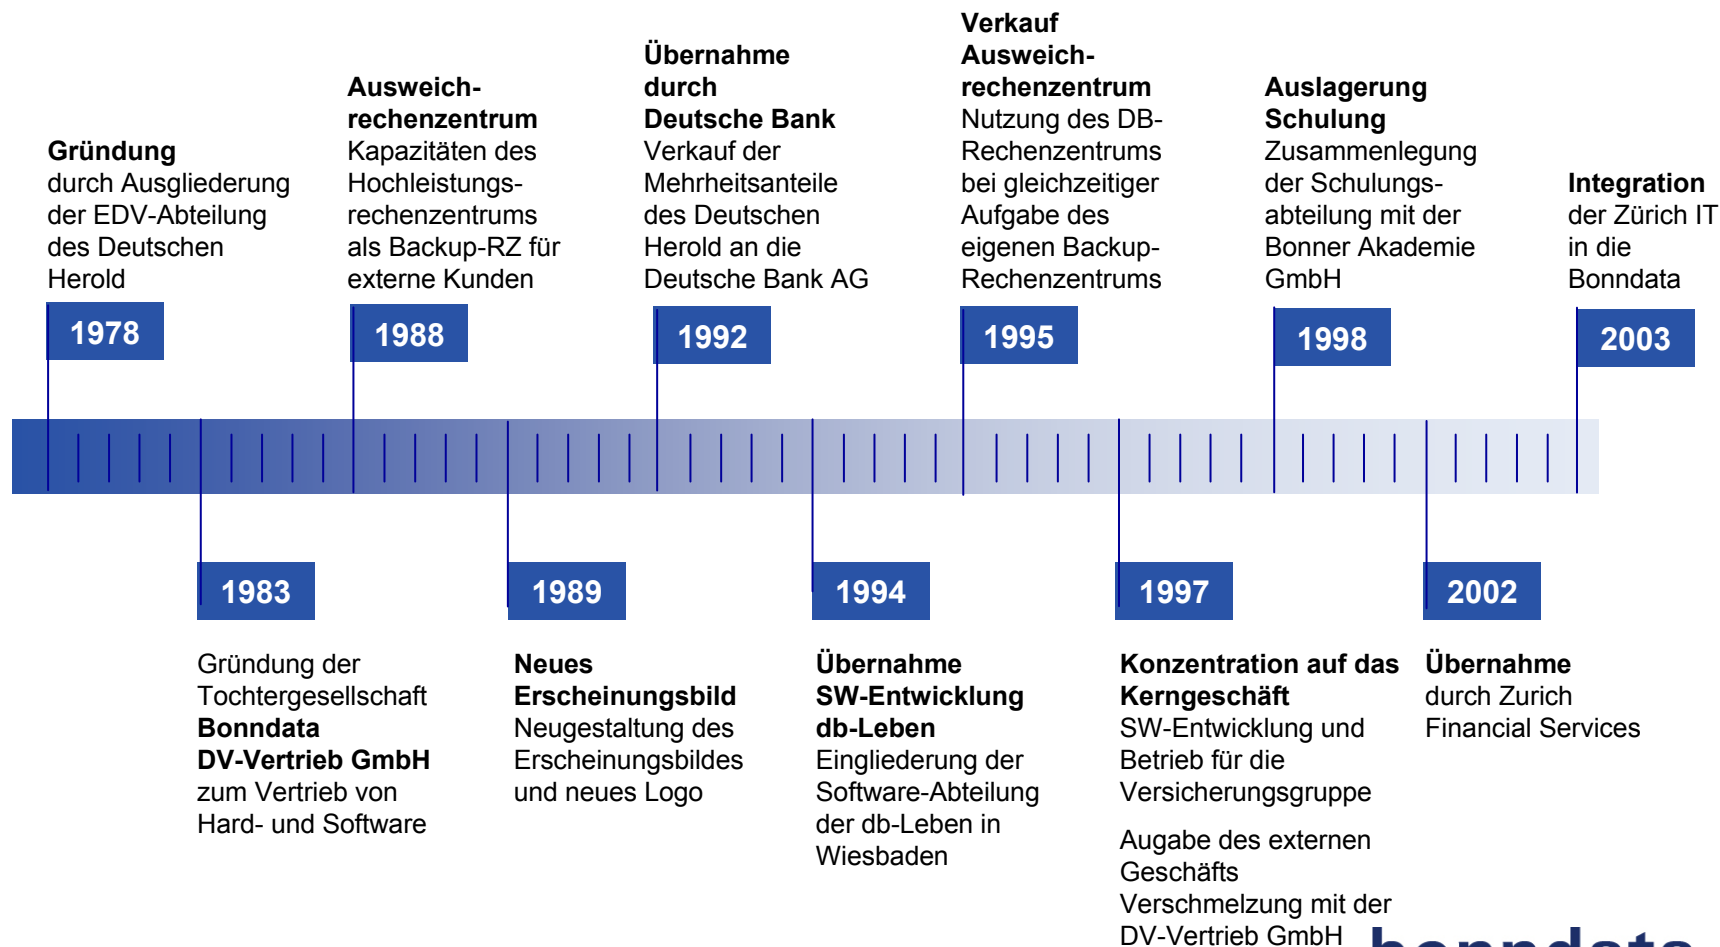 Gründung
durch Ausgliederung
der EDV-Abteilung
des Deutschen
Herold
1978
Ausweich-
rechenzentrum
Kapazitäten des
Hochleistungs-
rechenzentrums
als Backup-RZ für
externe Kunden
1988
Übernahme
durch
Deutsche Bank
Verkauf der
Mehrheitsanteile
des Deutschen
Herold an die
Deutsche Bank AG
1992
Verkauf
Ausweich-
rechenzentrum
Nutzung des DB-
Rechenzentrums
bei gleichzeitiger
Aufgabe des
eigenen Backup-
Rechenzentrums
1995
Auslagerung
Schulung
Zusammenlegung
der Schulungs-
abteilung mit der
Bonner Akademie
GmbH
1998
Integration
der Zürich IT
in die
Bonndata
2003
1983
Gründung der
Tochtergesellschaft
Bonndata
DV-Vertrieb GmbH
zum Vertrieb von
Hard- und Software
1989
Neues
Erscheinungsbild
Neugestaltung des
Erscheinungsbildes
und neues Logo
1994
Übernahme
SW-Entwicklung
db-Leben
Eingliederung der
Software-Abteilung
der db-Leben in
Wiesbaden
1997
Konzentration auf das
Kerngeschäft
SW-Entwicklung und
Betrieb für die
Versicherungsgruppe
Augabe des externen
Geschäfts
Verschmelzung mit der
DV-Vertrieb GmbH
2002
Übernahme
durch Zurich
Financial Services
bonndata